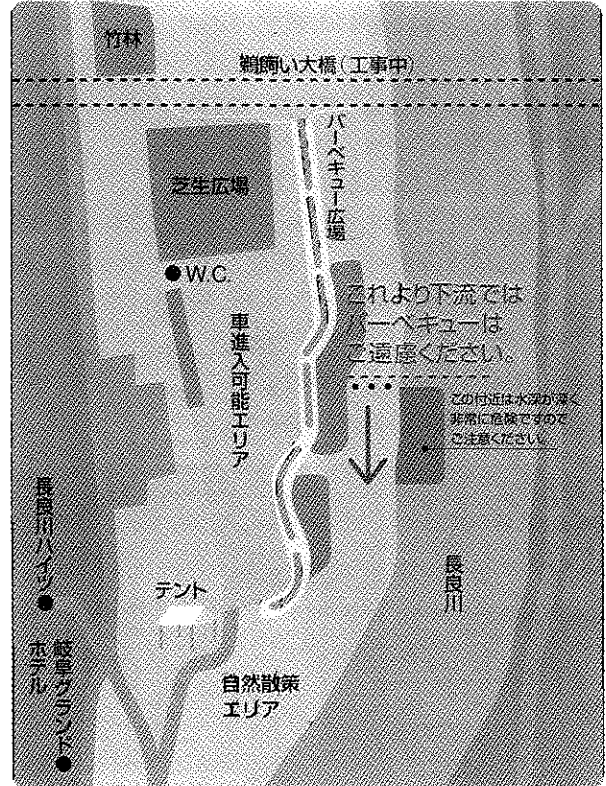 竹林
鵜飼い大橋(工事中)
バーベキュー広場
芝生広場
W.C.
これより下流では
バーベキューは
ご遠慮ください。
車進入可能エリア
この付近は水深が深く、
非常に危険ですので
ご注意ください。
長良川ハイツ
長良川
テント
岐阜グランド
ホテル
自然散策
エリア